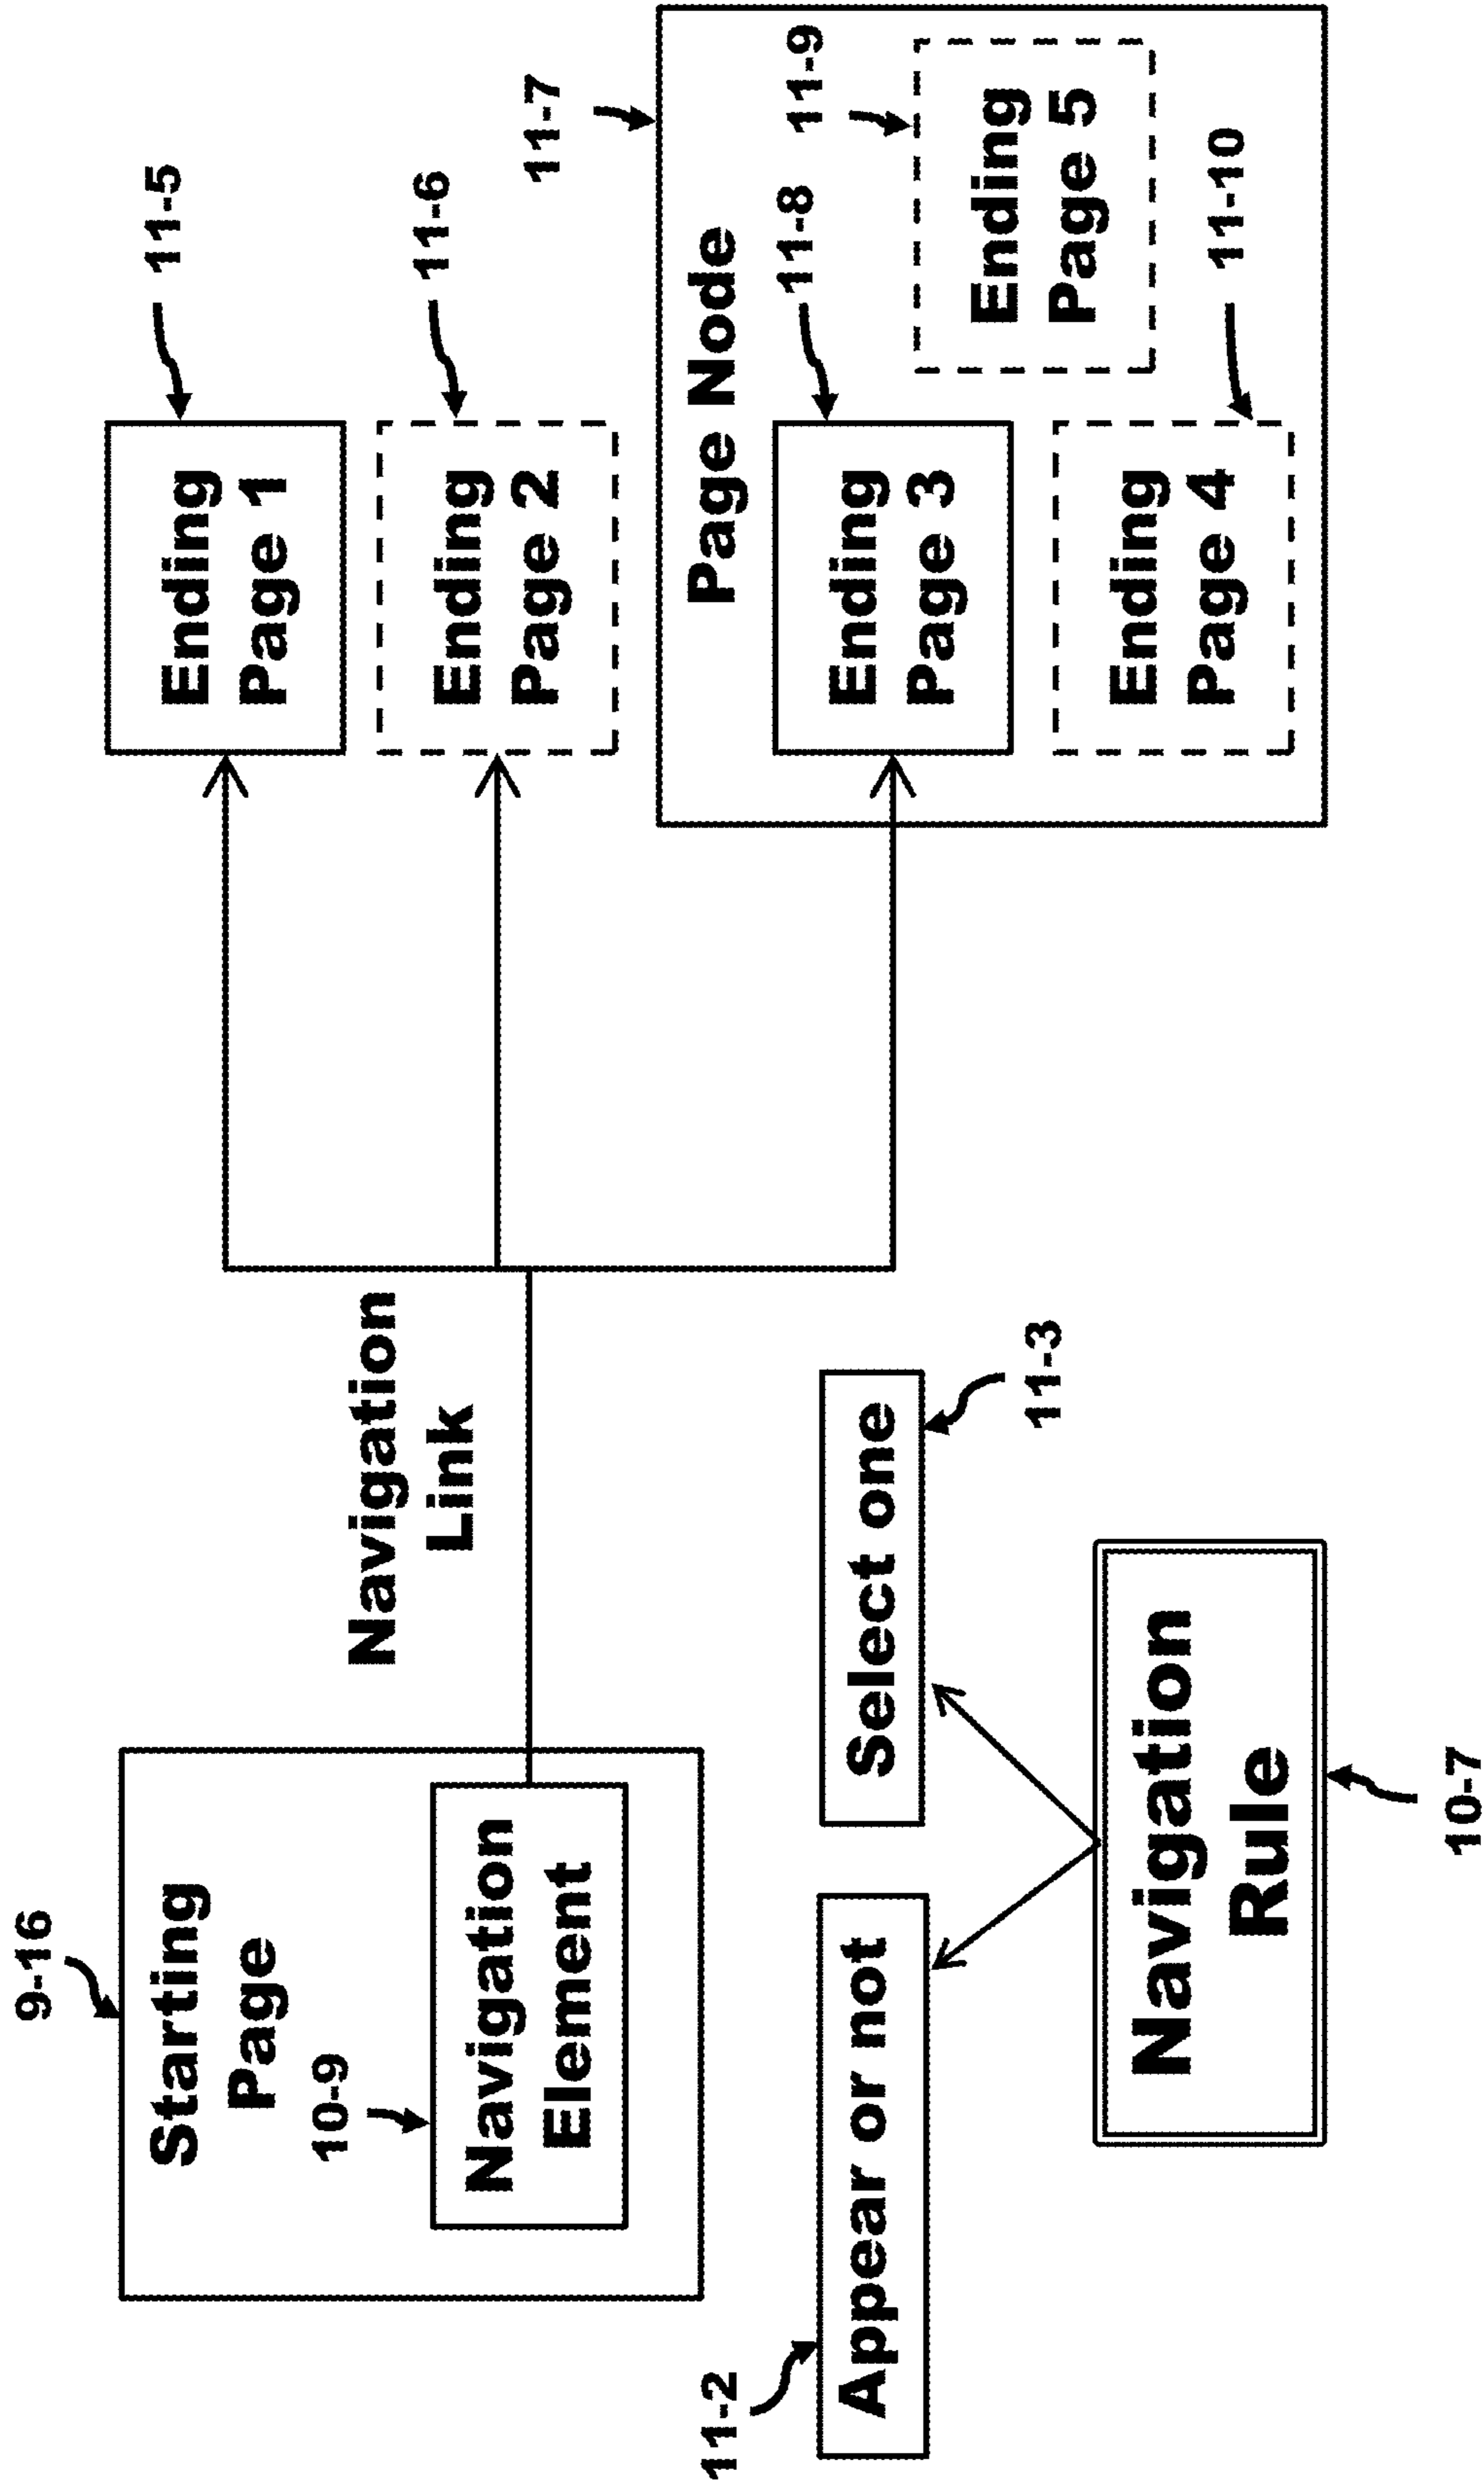 9-16
Starting
Page
10-9
Navigation
Element
Navigation
Link
11-5
Ending
Page 1
11-6
Ending
Page 2
11-7
Page Node
11-8
Ending
Page 3
11-9
Ending
Page 5
11-10
Ending
Page 4
11-2
Appear or not
Select one
11-3
Navigation
Rule
10-7